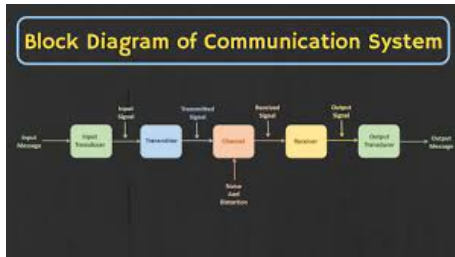 Block Diagram of Communication System
Input
Signal
Transmitted
Signal
Received
Signal
Output
Signal
Input
Message
Input
Transducer
Transmitter
Channel
Receiver
Output
Transducer
Output
Message
Noise
And
Distortion